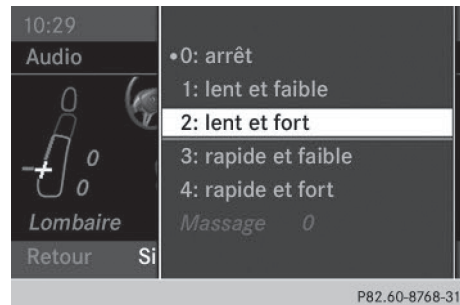 10:29
Audio
•0: arrêt
1: lent et faible
2: lent et fort
3: rapide et faible
4: rapide et fort
0
0
Lombaire
Massage 0
Retour
Si
P82.60-8768-31